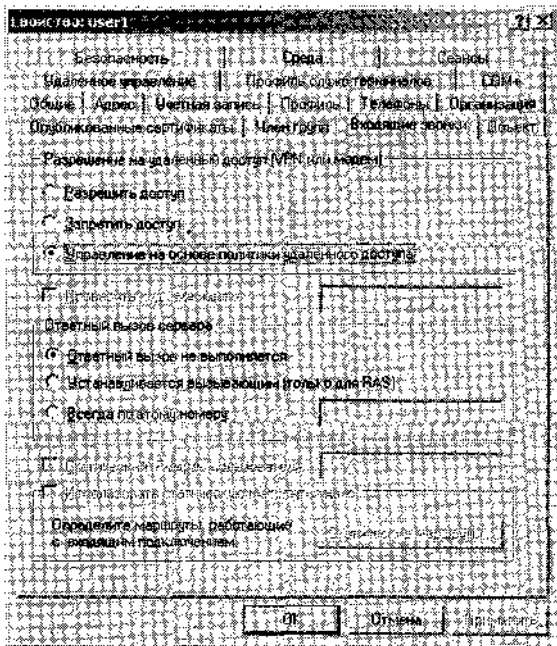 Свойства: user1
Безопасность Среда Сеансы
Удаленное управление Профиль служб терминалов COM+
Общие Адрес Учетная запись Профиль Телефоны Организация
Опубликованные сертификаты Член групп Входящие звонки Объект
Разрешение на удаленный доступ (VPN или модем)
Разрешить доступ
Запретить доступ
Управление на основе политики удаленного доступа
Ответный вызов сервера
Ответный вызов не выполняется
Устанавливается вызывающим (только для RAS)
Всегда по этому номеру
Определите маршруты, работающие
с входящим подключением.
OK Отмена Применить